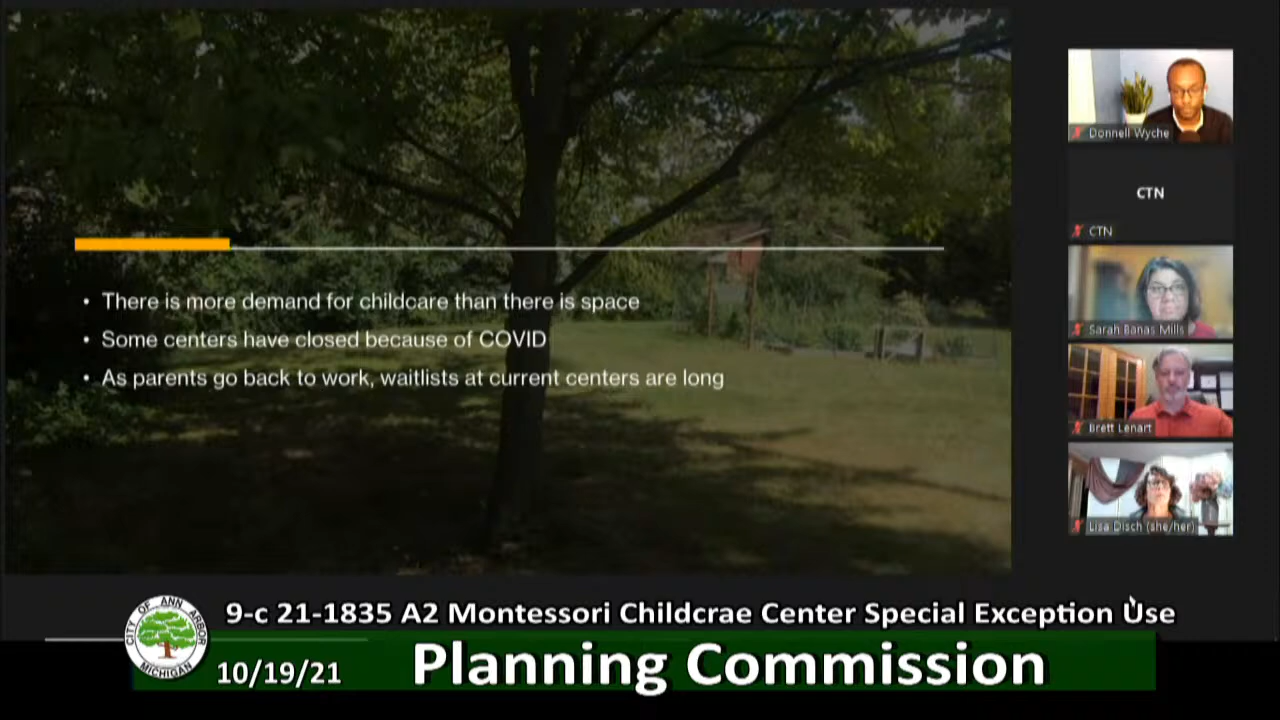 There is more demand for childcare than there is space
Some centers have closed because of COVID
As parents go back to work, waitlists at current centers are long
Donnell Wyche
CTN
CTN
Sarah Banas Mills
Brett Lenart
Lisa Disch (she/her)
CITY OF ANN ARBOR
MICHIGAN
9-c 21-1835 A2 Montessori Childcrae Center Special Exception Use
10/19/21
Planning Commission